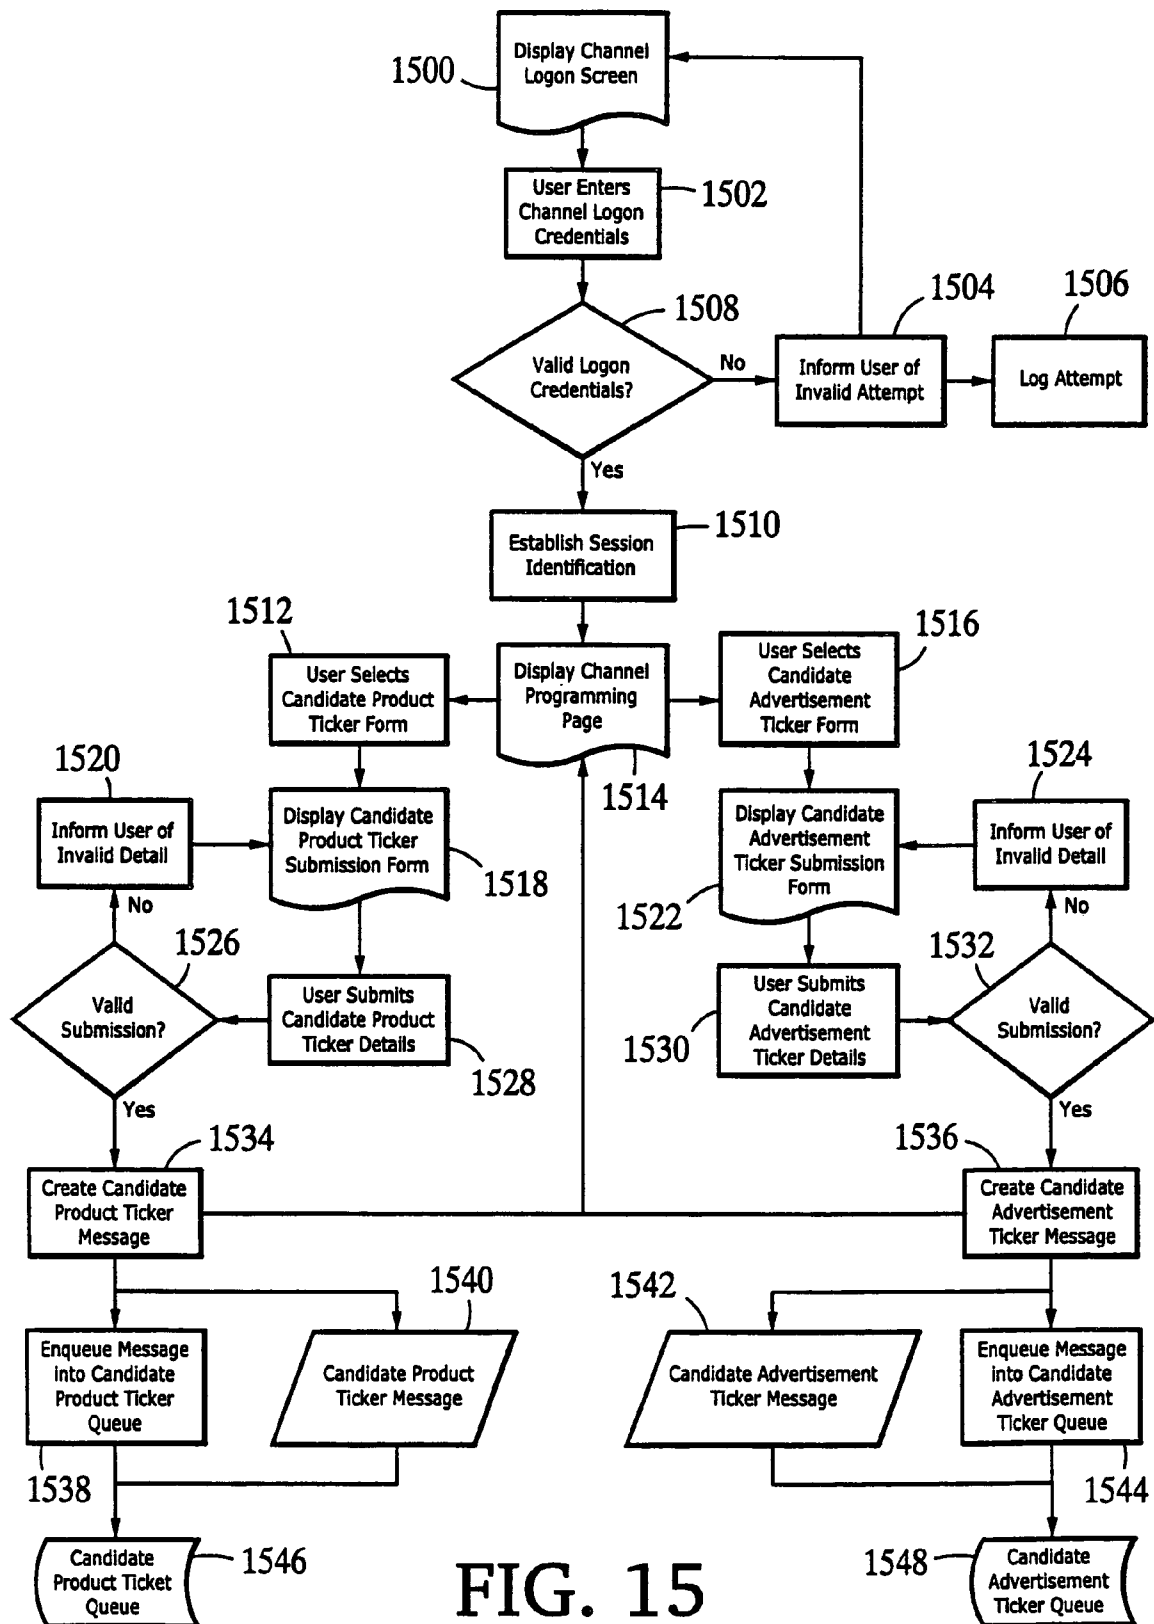 Display Channel
Logon Screen
1500
User Enters
Channel Logon
Credentials
1502
1508
Valid Logon
Credentials?
No
Yes
1504
Inform User of
Invalid Attempt
1506
Log Attempt
1510
Establish Session
Identification
1512
User Selects
Candidate Product
Ticker Form
Display Channel
Programming
Page
1514
1516
User Selects
Candidate
Advertisement
Ticker Form
1520
Inform User of
Invalid Detail
Display Candidate
Product Ticker
Submission Form
1518
Display Candidate
Advertisement
Ticker Submission
Form
1522
1524
Inform User of
Invalid Detail
No
No
1526
Valid
Submission?
User Submits
Candidate Product
Ticker Details
1528
1530
User Submits
Candidate
Advertisement
Ticker Details
1532
Valid
Submission?
Yes
Yes
1534
Create Candidate
Product Ticker
Message
1536
Create Candidate
Advertisement
Ticker Message
1540
1542
Enqueue Message
into Candidate
Product Ticker
Queue
1538
Candidate Product
Ticker Message
Candidate Advertisement
Ticker Message
Enqueue Message
into Candidate
Advertisement
Ticker Queue
1544
Candidate
Product Ticket
Queue
1546
FIG. 15
1548
Candidate
Advertisement
Ticker Queue